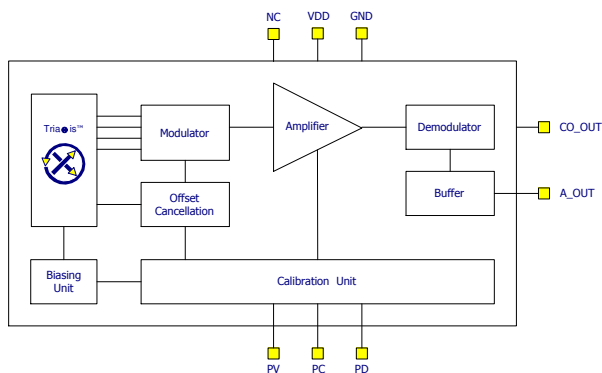 NC VDD GND
Tria⊗is™
Modulator
Amplifier
Demodulator
CO_OUT
Offset
Cancellation
Buffer
A_OUT
Biasing
Unit
Calibration Unit
PV PC PD